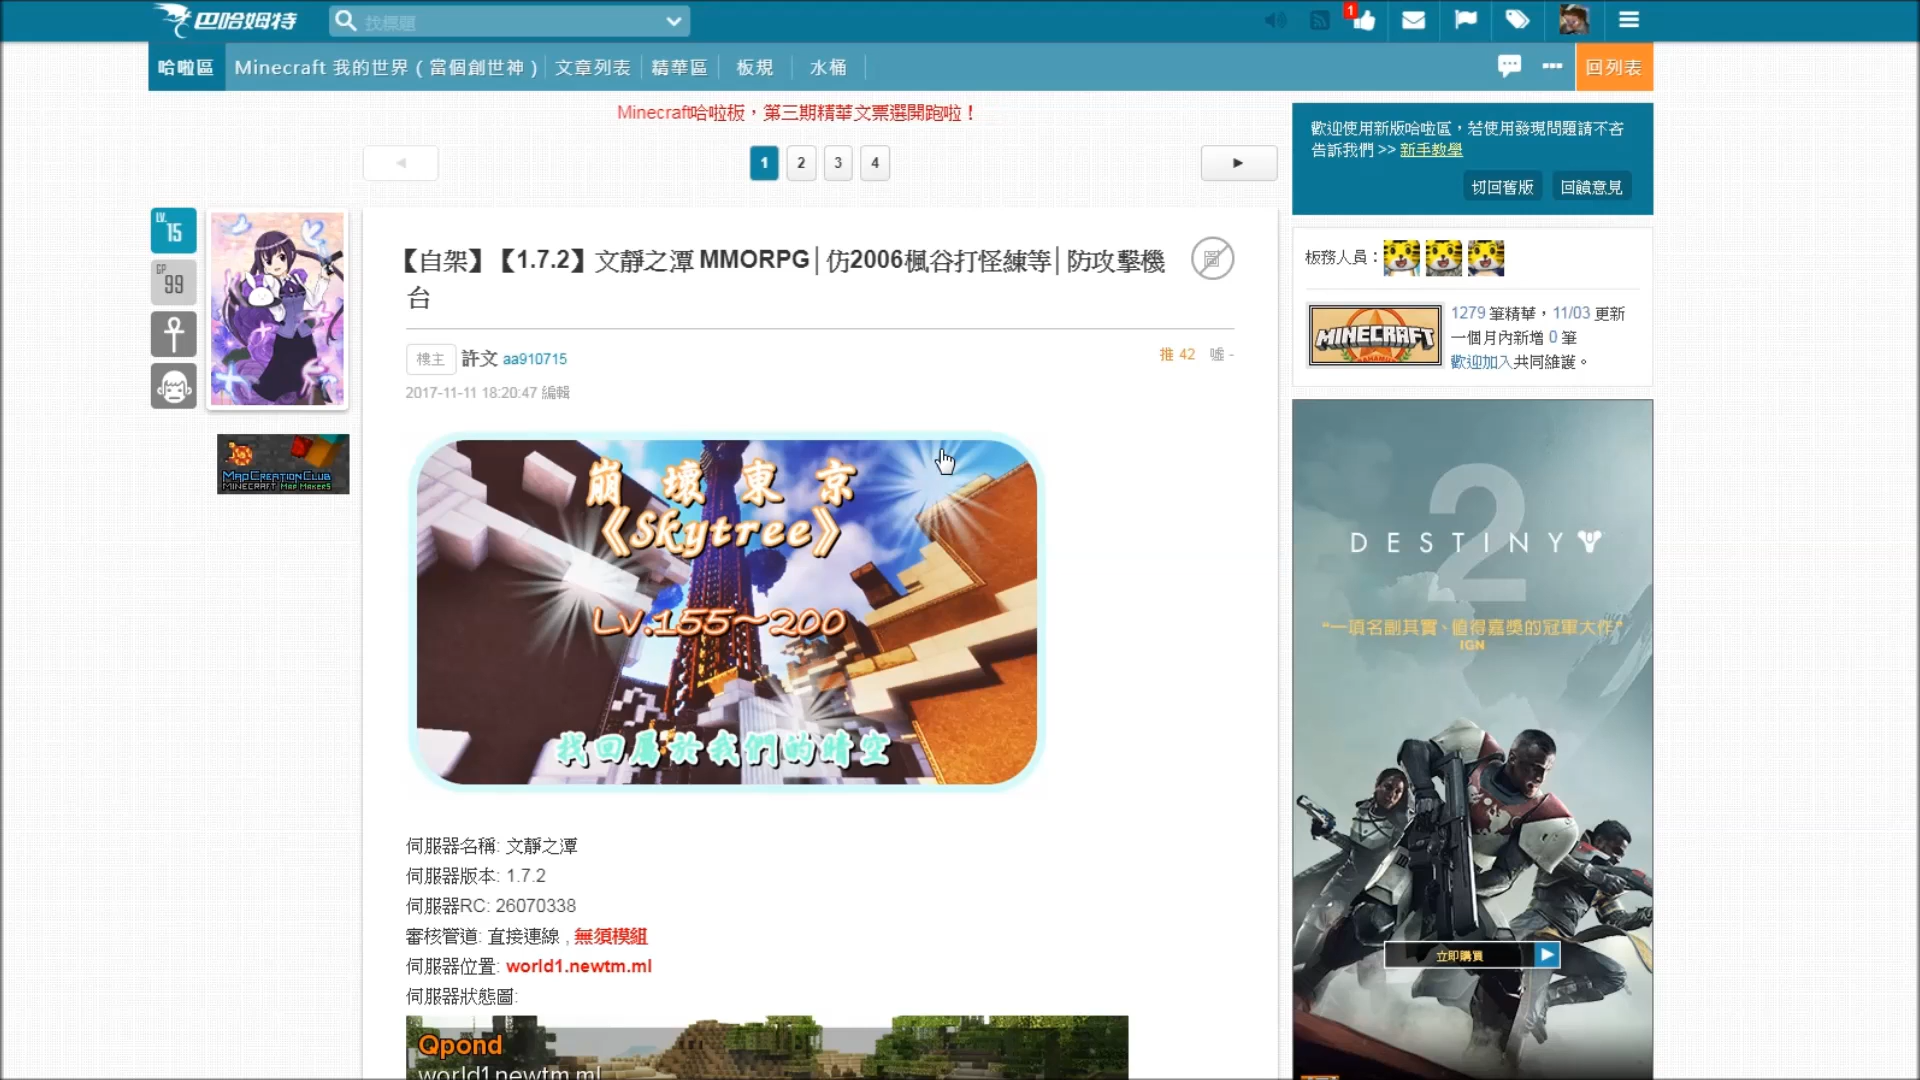 巴哈姆特
找標題
1
哈啦區
Minecraft 我的世界 ( 當個創世神 )
文章列表
精華區
板規
水桶
回列表
Minecraft哈啦板，第三期精華文票選開跑啦！
1 2 3 4
歡迎使用新版哈啦區，若使用發現問題請不吝
告訴我們 >> 新手教學
切回舊版 回饋意見
LV. 15
GP 99
【自架】【1.7.2】文靜之潭 MMORPG│仿2006楓谷打怪練等│防攻擊機
台
樓主 許文 aa910715
推 42 噓 -
2017-11-11 18:20:47 編輯
板務人員：
MINECRAFT
1279 筆精華，11/03 更新
一個月內新增 0 筆
歡迎加入共同維護。
MAPCREATIONCLUB
MINECRAFT MAP MAKERS
崩壞東京
《Skytree》
LV.155～200
找回屬於我們的晴空
伺服器名稱: 文靜之潭
伺服器版本: 1.7.2
伺服器RC: 26070338
審核管道: 直接連線 , 無須模組
伺服器位置: world1.newtm.ml
伺服器狀態圖:
Qpond
world1.newtm.ml
2
DESTINY
“一項名副其實、值得嘉獎的冠軍大作”
IGN
立即購買